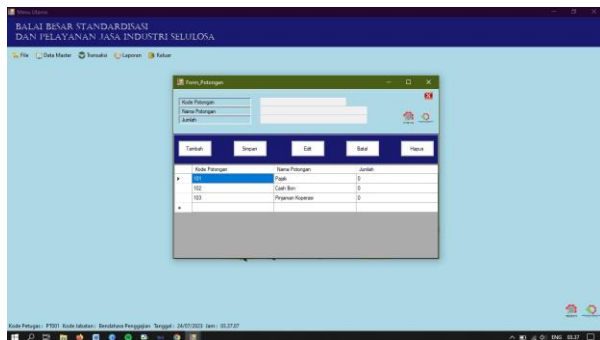 Menu Utama
BALAI BESAR STANDARDISASI
DAN PELAYANAN JASA INDUSTRI SELULOSA
File Data Master Transaksi Laporan Keluar
Form_Potongan
Kode Potongan
Nama Potongan
Jumlah
Tambah Simpan Edit Batal Hapus
Kode Potongan Nama Potongan Jumlah
101 Pajak 0
102 Cash Bon 0
103 Pinjaman Koperasi 0
Kode Petugas : PT001 Kode Jabatan : Bendahara Penggajian Tanggal : 24/07/2023 Jam : 03.37.07
ENG 03.37